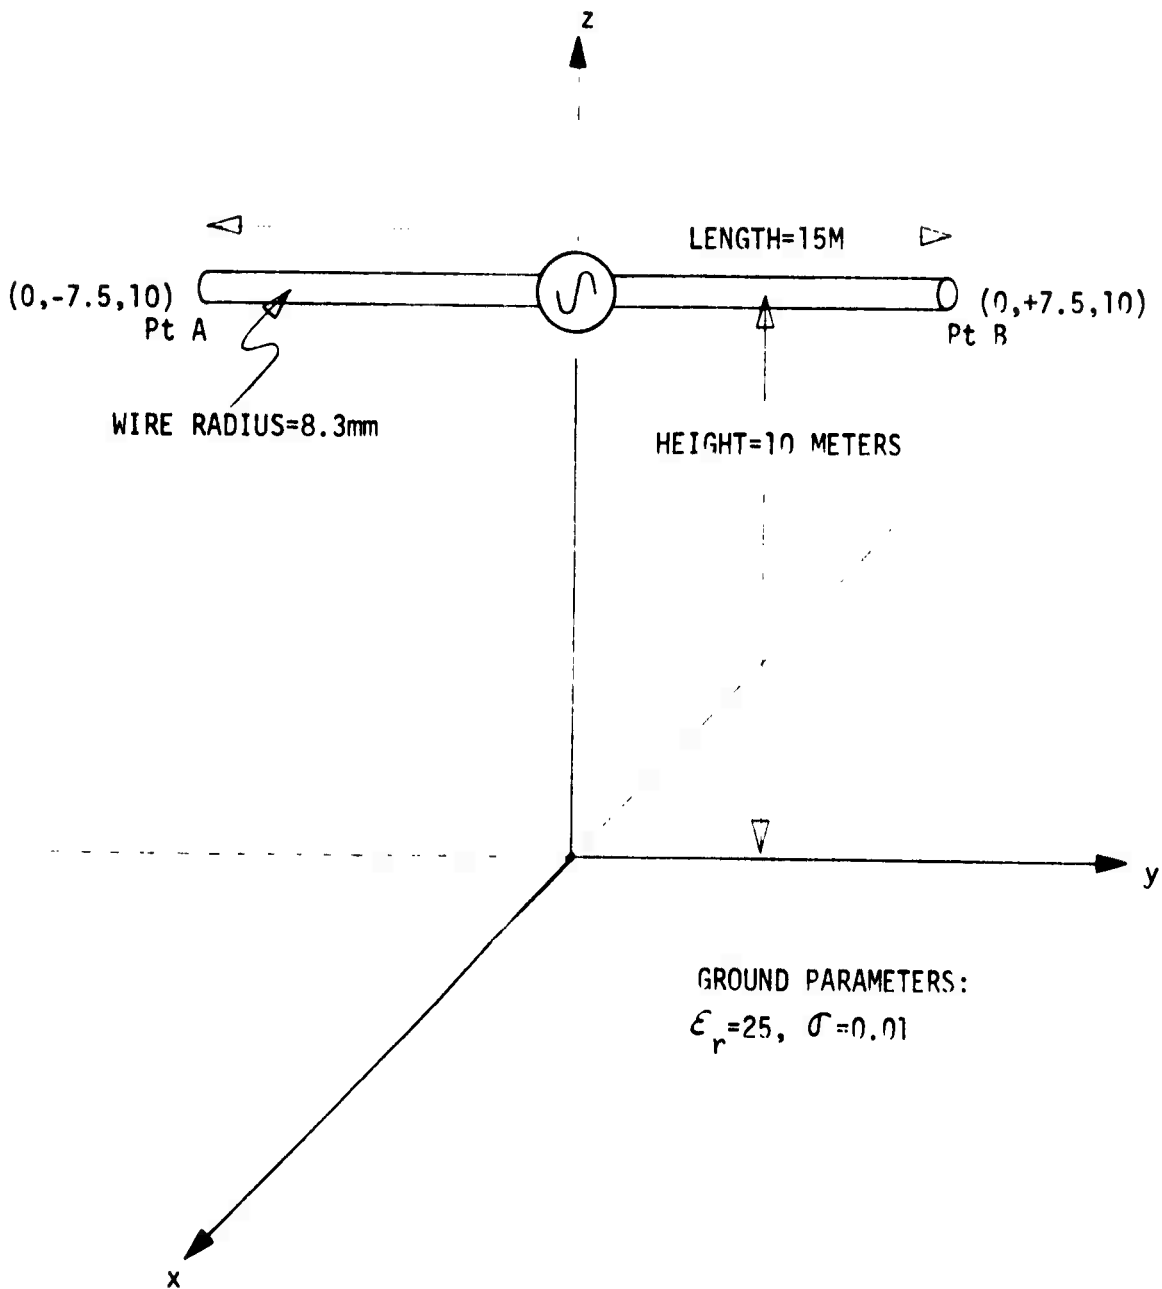 z
LENGTH=15M
(0,-7.5,10)
Pt A
(0,+7.5,10)
Pt B
WIRE RADIUS=8.3mm
HEIGHT=10 METERS
y
GROUND PARAMETERS:
Ɛr=25, σ=0.01
x